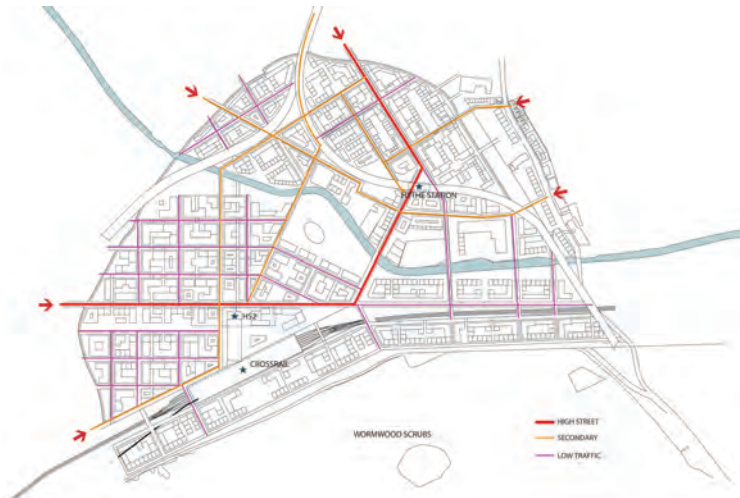 HYTHE STATION
HS2
CROSSRAIL
WORMWOOD SCRUBS
HIGH STREET
SECONDARY
LOW TRAFFIC